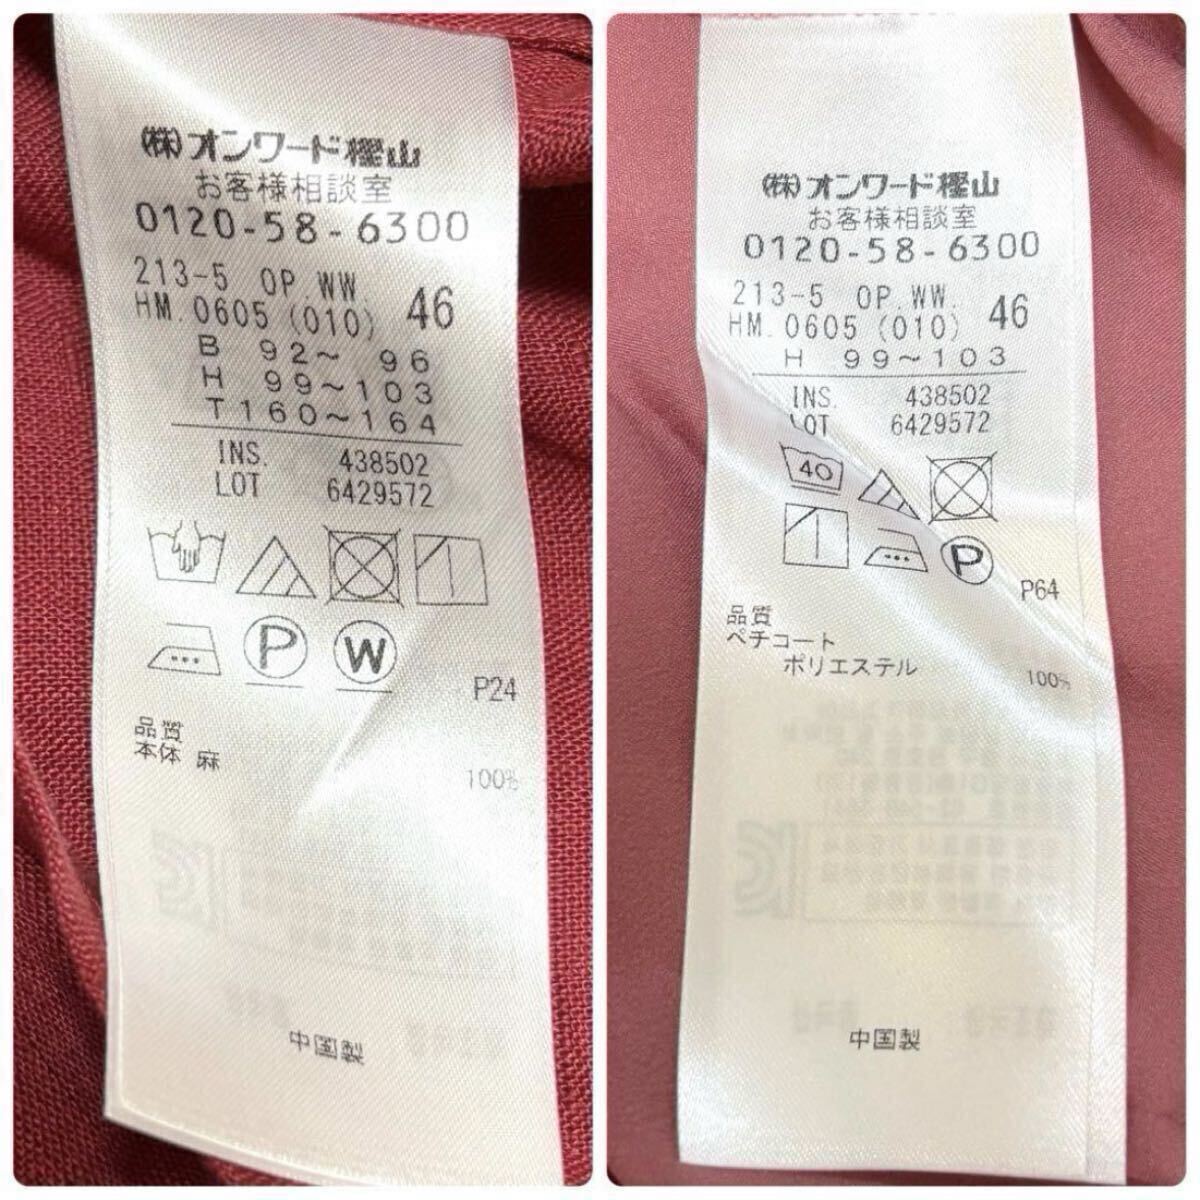 (株)オンワード樫山
お客様相談室
0120-58-6300
213-5 OP.WW.
HM.0605(010) 46
B 92～ 96
H 99～103
T160～164
INS. 438502
LOT 6429572
P
W
P24
品質
本体 麻
100%
中国製
(株)オンワード樫山
お客様相談室
0120-58-6300
213-5 OP.WW.
HM.0605(010) 46
H 99～103
INS. 438502
LOT 6429572
40
P
P64
品質
ペチコート
ポリエステル 100%
中国製